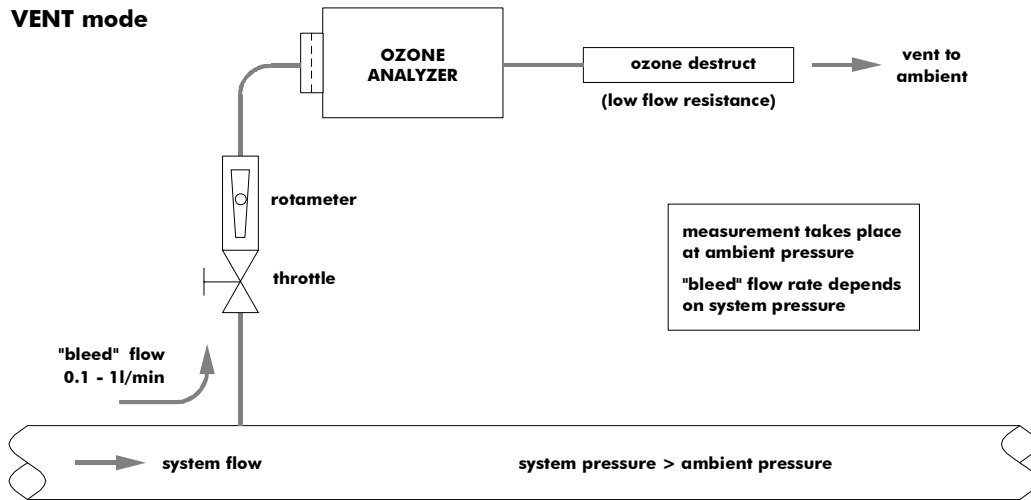 VENT mode
OZONE
ANALYZER
ozone destruct
(low flow resistance)
vent to
ambient
rotameter
throttle
measurement takes place
at ambient pressure
"bleed" flow rate depends
on system pressure
"bleed" flow
0.1 - 1l/min
system flow
system pressure > ambient pressure